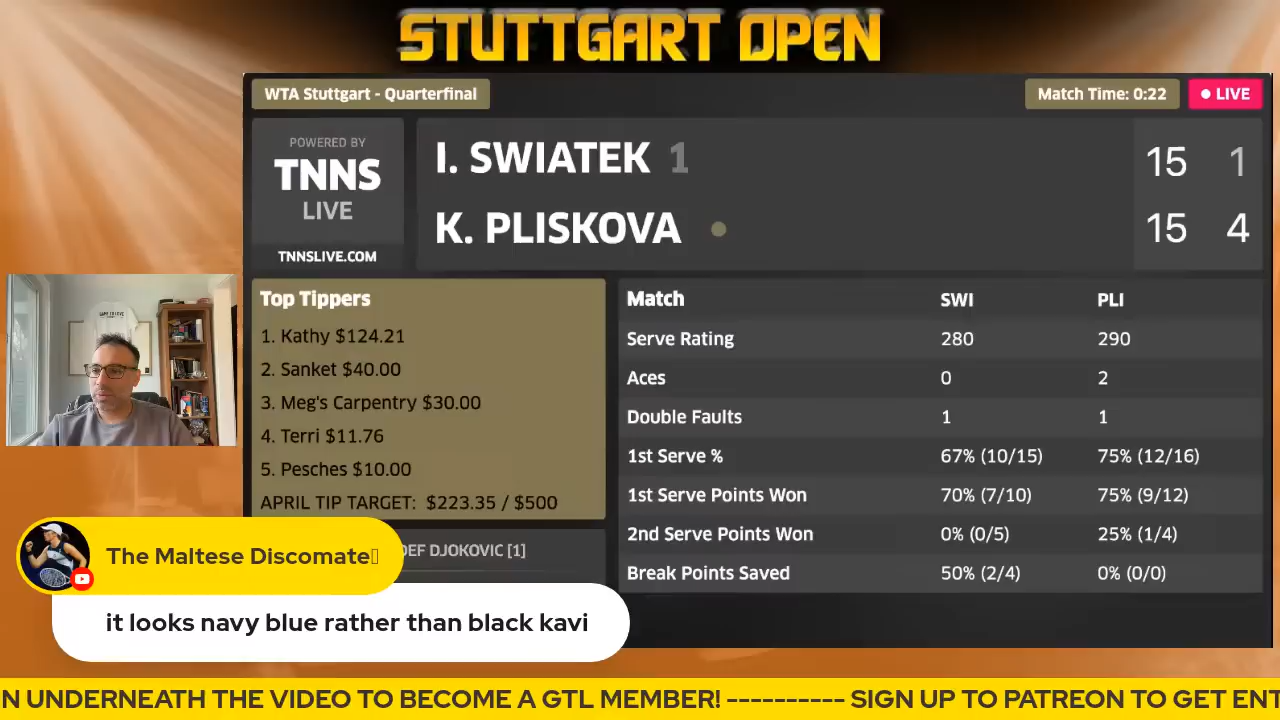 STUTTGART OPEN
WTA Stuttgart - Quarterfinal
Match Time: 0:22
LIVE
POWERED BY
TNNS
LIVE
TNNSLIVE.COM
I. SWIATEK 1 15 1
K. PLISKOVA 15 4
Top Tippers
1. Kathy $124.21
2. Sanket $40.00
3. Meg's Carpentry $30.00
4. Terri $11.76
5. Pesches $10.00
APRIL TIP TARGET: $223.35 / $500
DEF DJOKOVIC [1]
Match SWI PLI
Serve Rating 280 290
Aces 0 2
Double Faults 1 1
1st Serve % 67% (10/15) 75% (12/16)
1st Serve Points Won 70% (7/10) 75% (9/12)
2nd Serve Points Won 0% (0/5) 25% (1/4)
Break Points Saved 50% (2/4) 0% (0/0)
The Maltese Discomate
it looks navy blue rather than black kavi
N UNDERNEATH THE VIDEO TO BECOME A GTL MEMBER! ---------- SIGN UP TO PATREON TO GET ENT